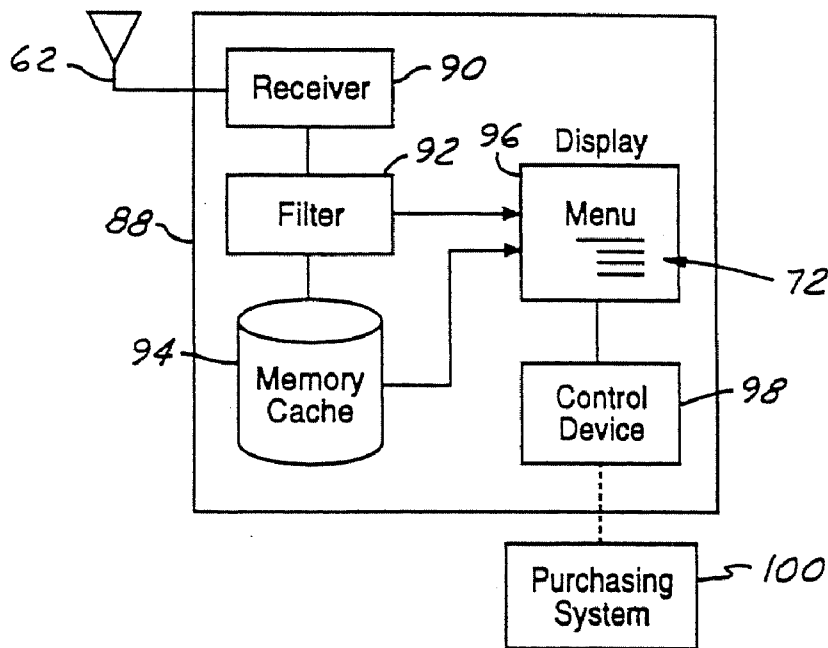 62
Receiver
90
92
96
Display
Filter
Menu
88
72
94
Memory
Cache
Control
Device
98
Purchasing
System
100